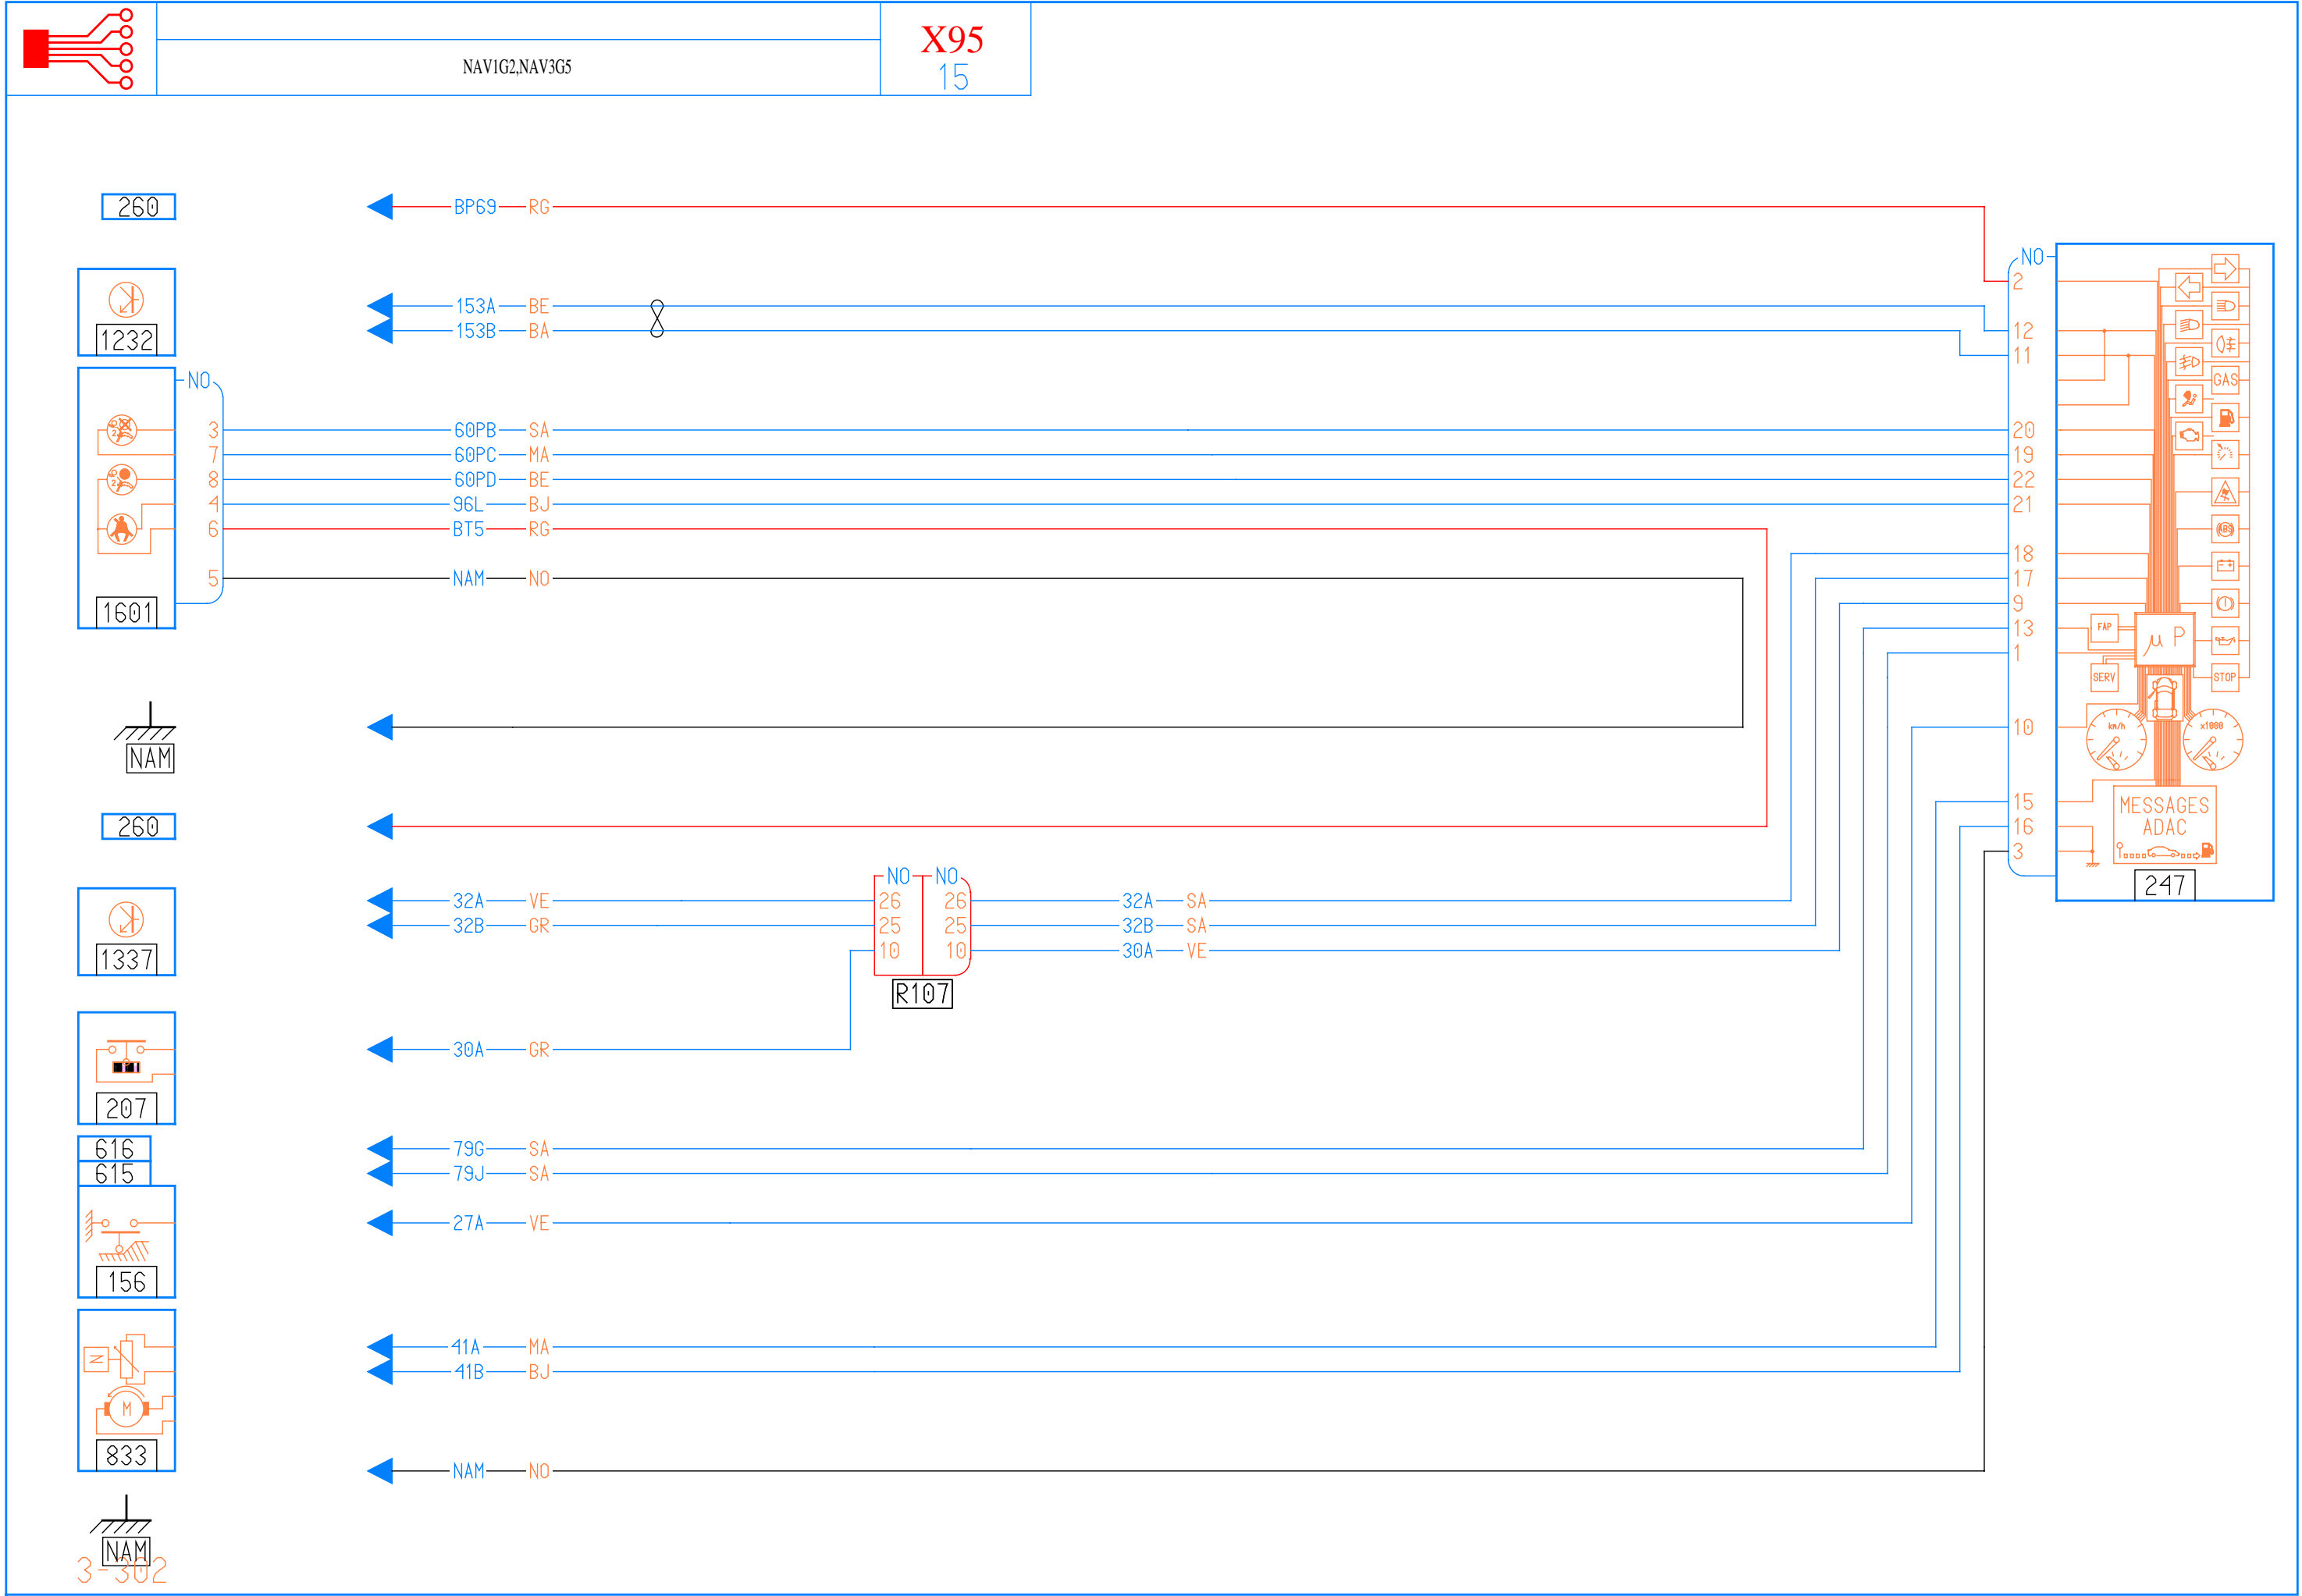 X95
NAV1G2,NAV3G5
15
260
BP69 RG
NO
2
153A BE
1232
153B BA
12
11
NO
GAS
3 60PB SA 20
7 60PC MA 19
8 60PD BE 22
4 96L BJ 21
6 BT5 RG
ABS
18
5 NAM NO 17
1601
9
FAP
13
µP
1
SERV
STOP
10
km/h
x1000
NAM
15
MESSAGES
ADAC
260
16
3
NO NO
247
32A VE 26 26 32A SA
32B GR 25 25 32B SA
1337
10 10 30A VE
R107
30A GR
207
616
79G SA
615
79J SA
27A VE
156
41A MA
N
41B BJ
M
833
NAM NO
NAM
3-302